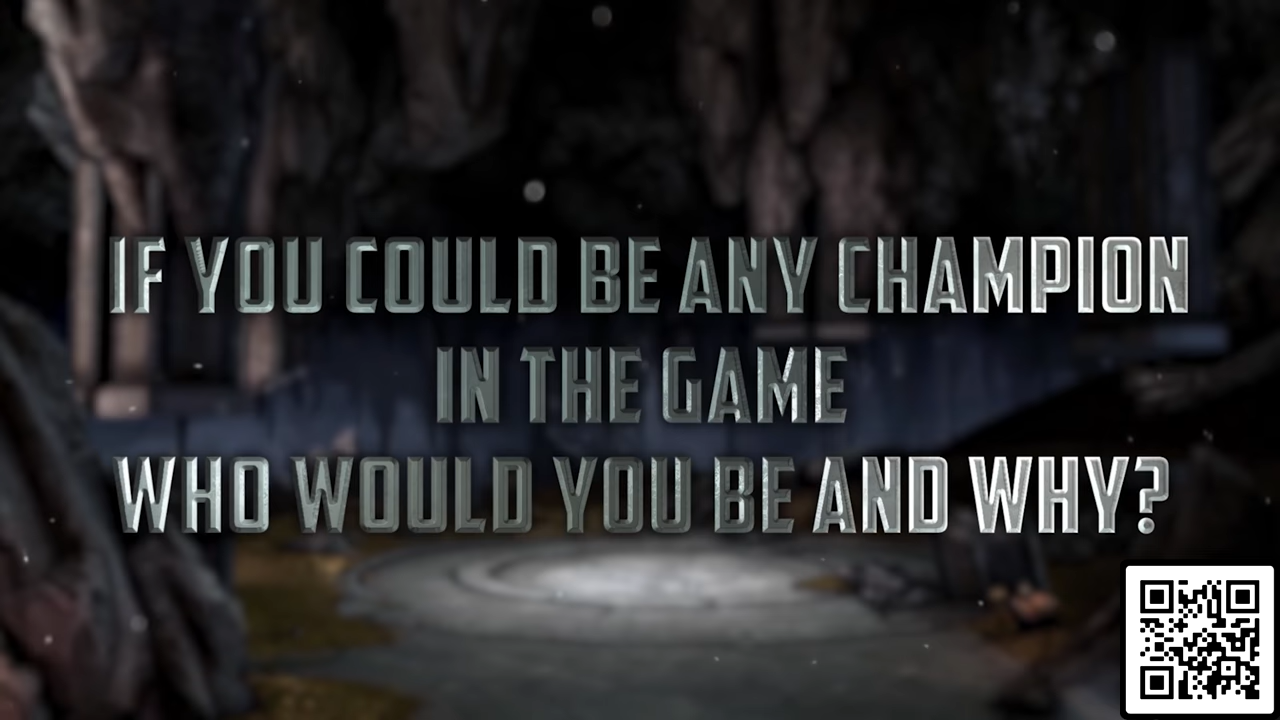 IF YOU COULD BE ANY CHAMPION
IN THE GAME
WHO WOULD YOU BE AND WHY?